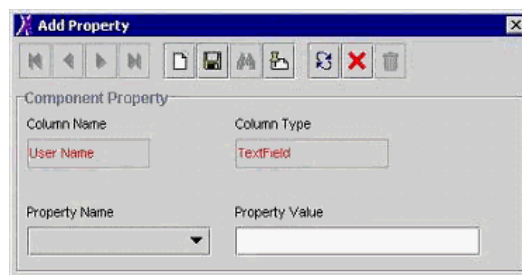 Add Property
Component Property
Column Name Column Type
User Name TextField
Property Name Property Value